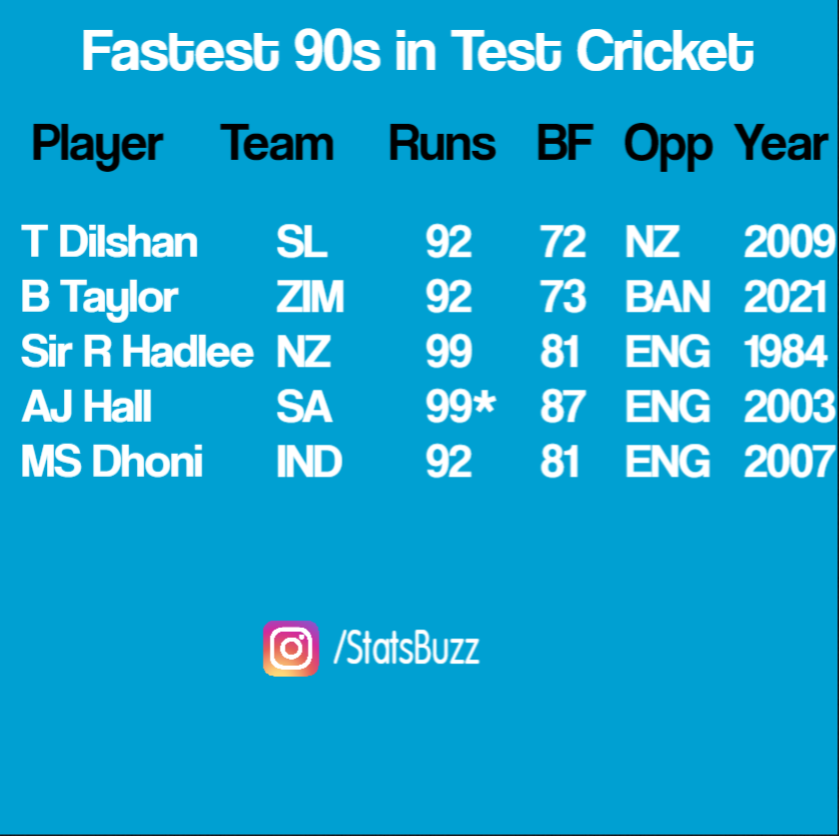 Fastest 90s in Test Cricket
Player Team Runs BF Opp Year
T Dilshan SL 92 72 NZ 2009
B Taylor ZIM 92 73 BAN 2021
Sir R Hadlee NZ 99 81 ENG 1984
AJ Hall SA 99* 87 ENG 2003
MS Dhoni IND 92 81 ENG 2007
/StatsBuzz